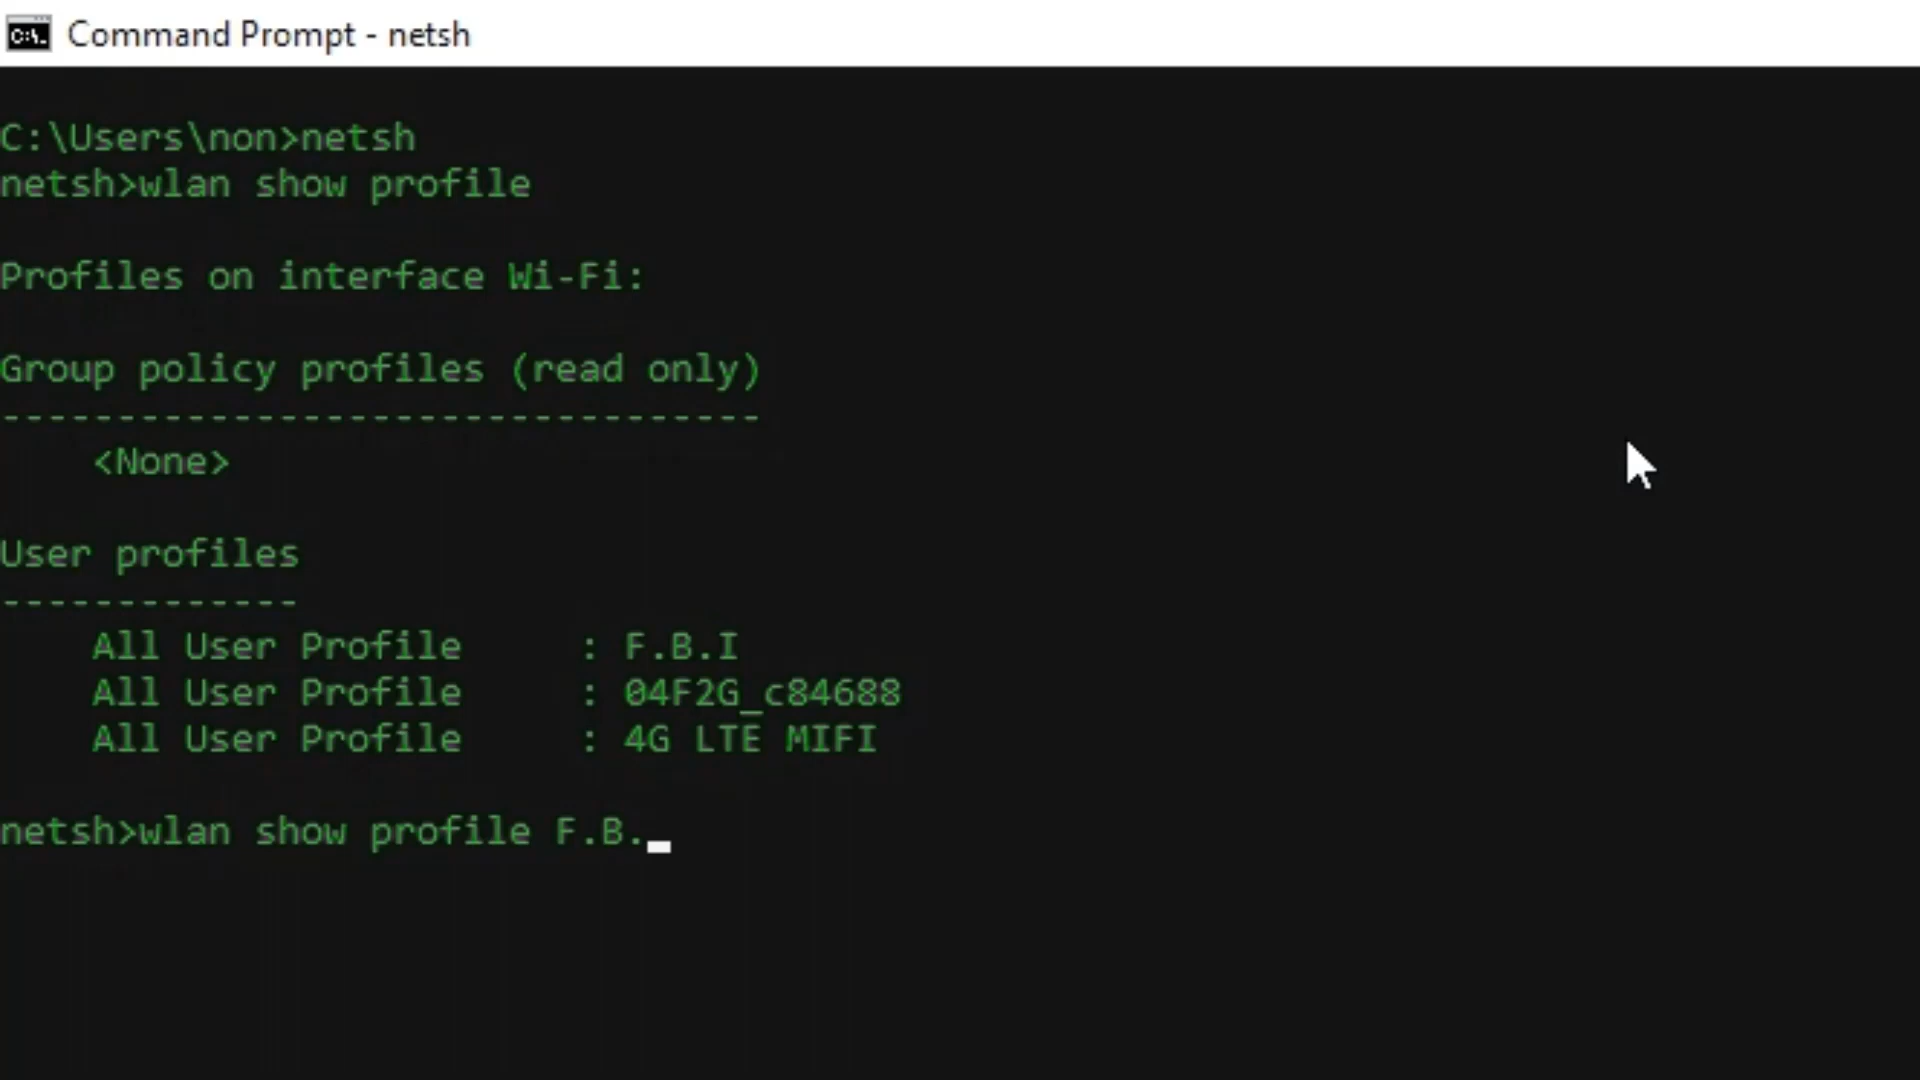 Command Prompt - netsh
C:\Users\non>netsh
netsh>wlan show profile
Profiles on interface Wi-Fi:
Group policy profiles (read only)
---------------------------------
    <None>
User profiles
-------------
    All User Profile     : F.B.I
    All User Profile     : 04F2G_c84688
    All User Profile     : 4G LTE MIFI
netsh>wlan show profile F.B.